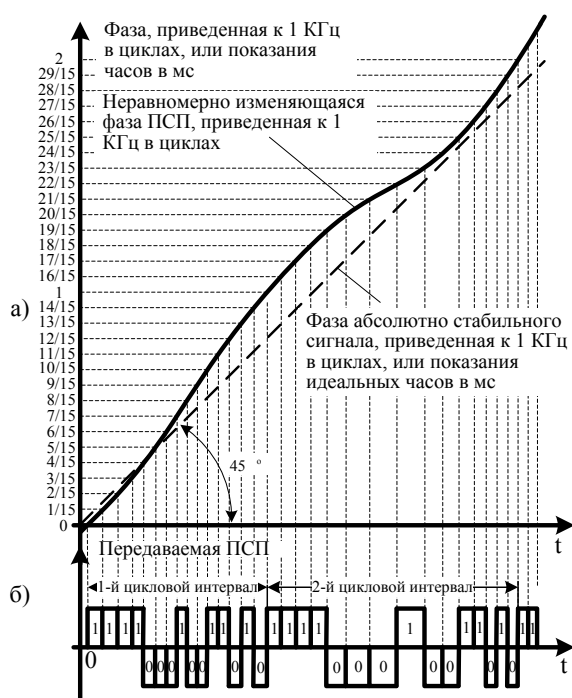 Фаза, приведенная к 1 КГц
в циклах, или показания
часов в мс
2
29/15
28/15
27/15
26/15
25/15
24/15
23/15
22/15
21/15
20/15
19/15
18/15
17/15
16/15
1
14/15
13/15
12/15
11/15
10/15
9/15
8/15
7/15
6/15
5/15
4/15
3/15
2/15
1/15
0
Неравномерно изменяющаяся
фаза ПСП, приведенная к 1
КГц в циклах
а)
Фаза абсолютно стабильного
сигнала, приведенная к 1 КГц
в циклах, или показания
идеальных часов в мс
45 °
t
Передаваемая ПСП
б)
1-й цикловой интервал
2-й цикловой интервал
1 1 1 1 1 1 1 1 1 1 1 1 1 1 1 1 1 1
0 t
0 0 0 0 0 0 0 0 0 0 0 0 0 0